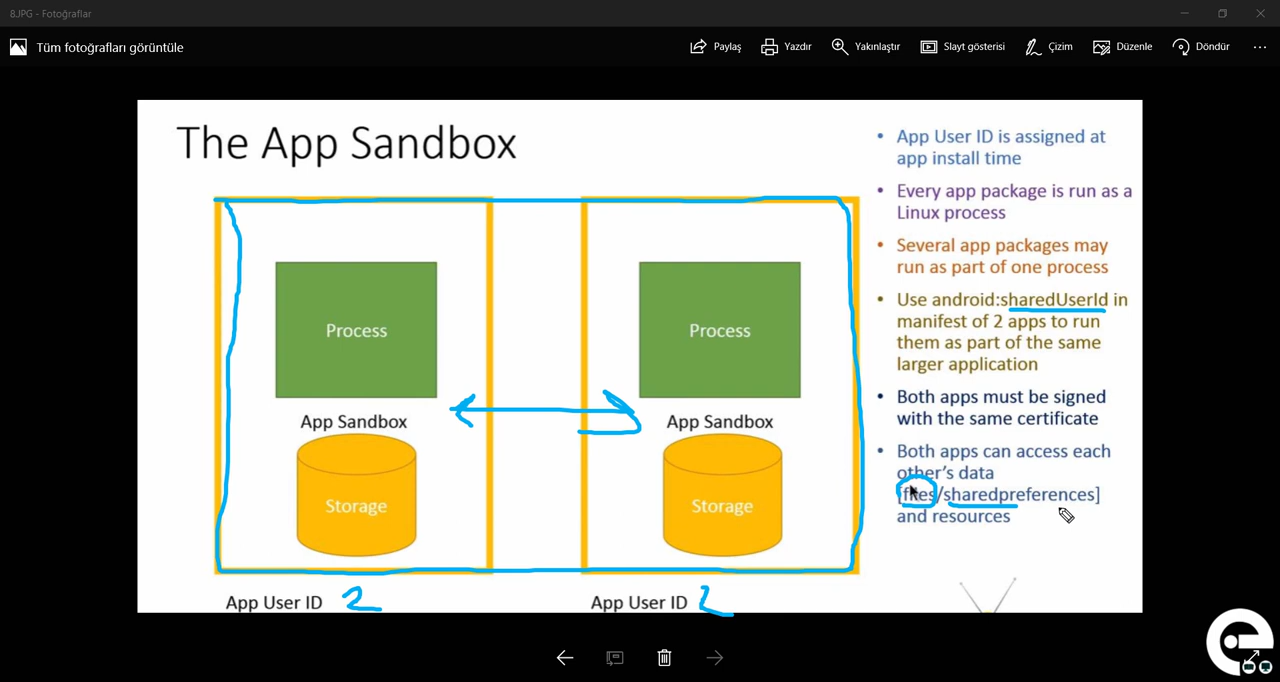 8.JPG - Fotoğraflar
Tüm fotoğrafları görüntüle
Paylaş
Yazdır
Yakınlaştır
Slayt gösterisi
Çizim
Düzenle
Döndür
The App Sandbox
Process
App Sandbox
Storage
App User ID 2
Process
App Sandbox
Storage
App User ID
• App User ID is assigned at
app install time
• Every app package is run as a
Linux process
• Several app packages may
run as part of one process
• Use android:sharedUserId in
manifest of 2 apps to run
them as part of the same
larger application
• Both apps must be signed
with the same certificate
• Both apps can access each
other's data
[files/sharedpreferences]
and resources